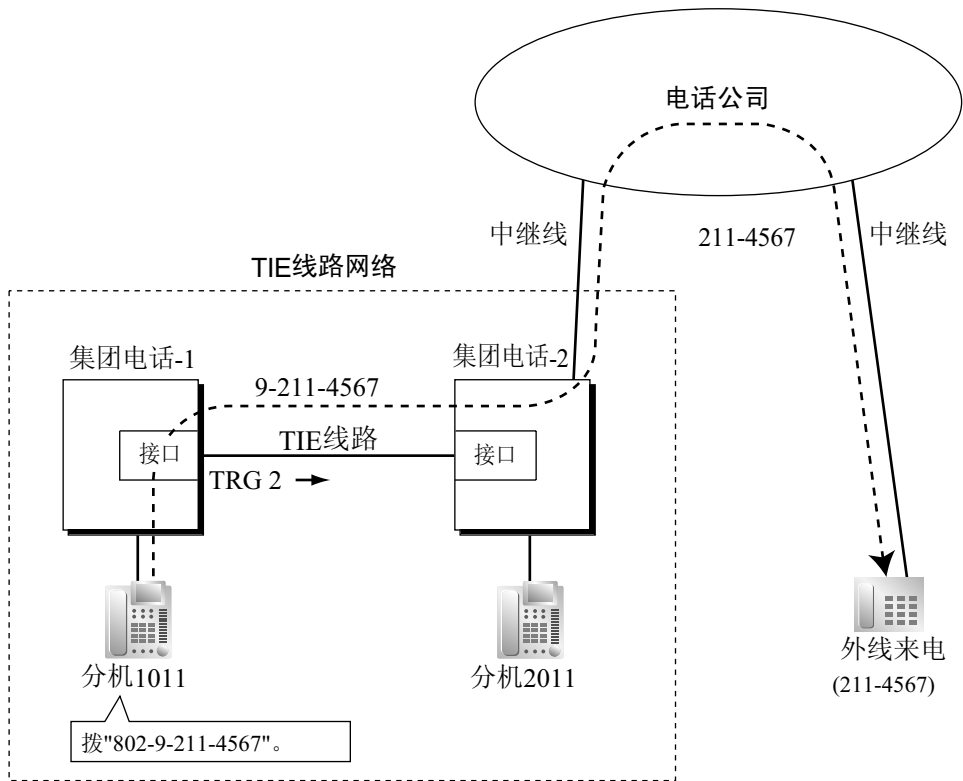 电话公司
中继线
211-4567
中继线
TIE线路网络
集团电话-1
集团电话-2
9-211-4567
接口
TIE线路
接口
TRG 2
分机1011
分机2011
外线来电
(211-4567)
拨"802-9-211-4567"。